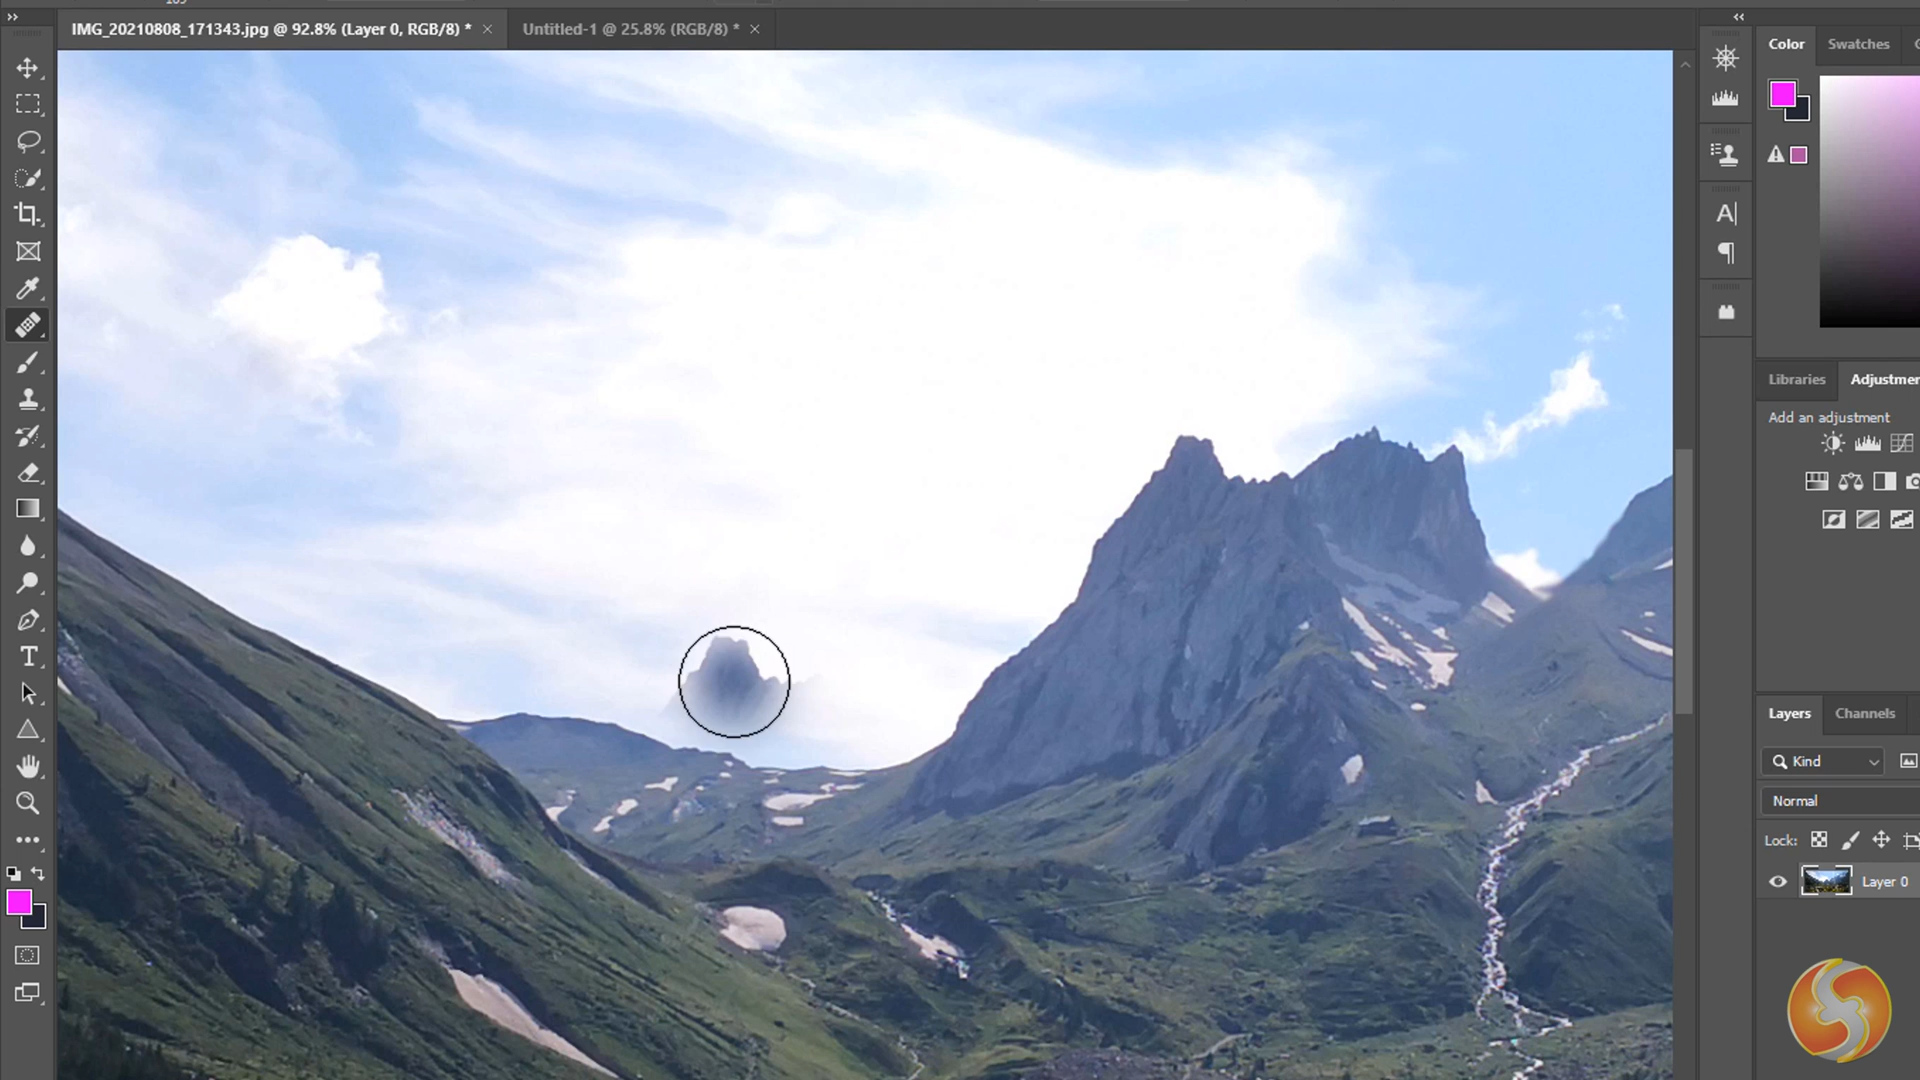 IMG_20210808_171343.jpg @ 92.8% (Layer 0, RGB/8) *
Untitled-1 @ 25.8% (RGB/8) *
Color
Swatches
Libraries
Adjustmen
Add an adjustment
Layers
Channels
Kind
Normal
Lock:
Layer 0